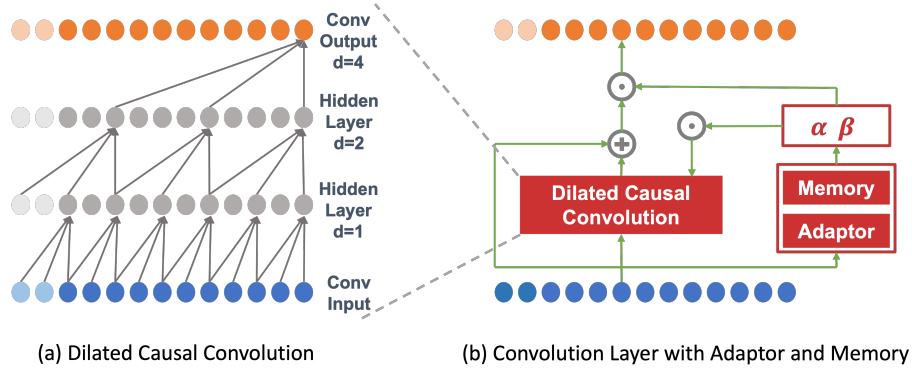 Conv
Output
d=4
Hidden
Layer
d=2
Hidden
Layer
d=1
Conv
Input
(a) Dilated Causal Convolution
α β
Dilated Causal
Convolution
Memory
Adaptor
(b) Convolution Layer with Adaptor and Memory